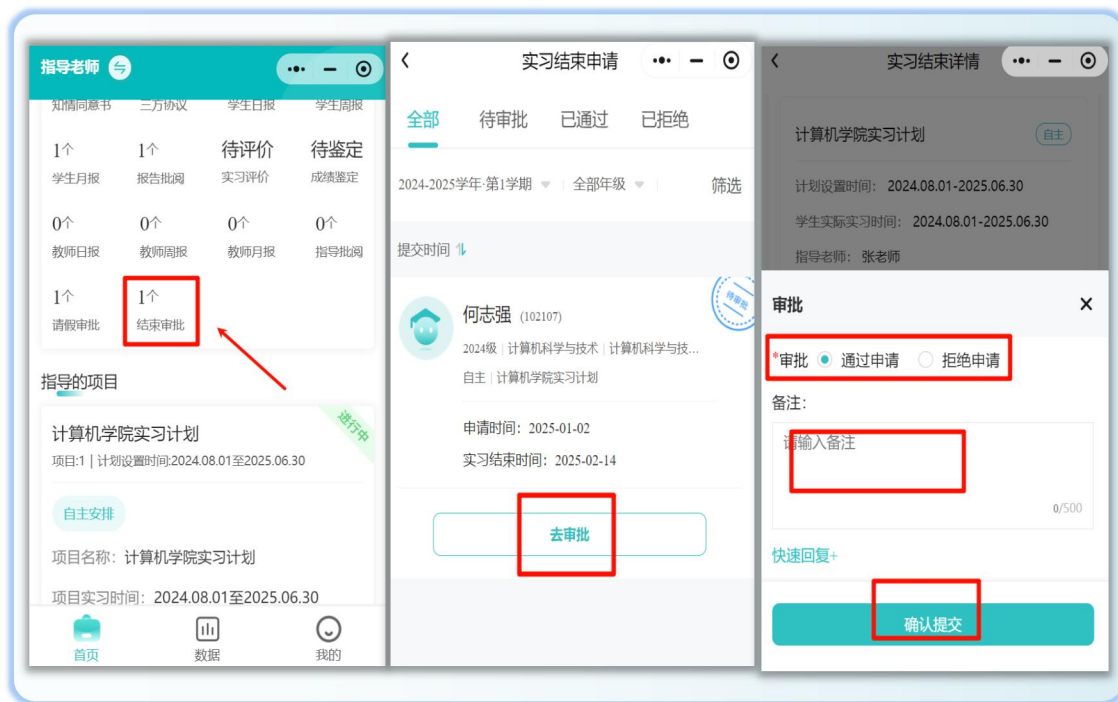 指导老师
知情同意书 三方协议 学生日报 学生周报
1个 1个 待评价 待鉴定
学生月报 报告批阅 实习评价 成绩鉴定
0个 0个 0个 0个
教师日报 教师周报 教师月报 指导批阅
1个 1个
请假审批 结束审批
指导的项目
进行中
计算机学院实习计划
项目:1 | 计划设置时间:2024.08.01至2025.06.30
自主安排
项目名称：计算机学院实习计划
项目实习时间：2024.08.01至2025.06.30
首页 数据 我的
实习结束申请
全部 待审批 已通过 已拒绝
2024-2025学年·第1学期 全部年级 筛选
提交时间
待审批
何志强 (102107)
2024级 | 计算机科学与技术 | 计算机科学与技...
自主 | 计算机学院实习计划
申请时间：2025-01-02
实习结束时间：2025-02-14
去审批
实习结束详情
计算机学院实习计划 自主
计划设置时间：2024.08.01-2025.06.30
学生实际实习时间：2024.08.01-2025.06.30
指导老师：张老师
审批
*审批 通过申请 拒绝申请
备注：
请输入备注
0/500
快速回复+
确认提交